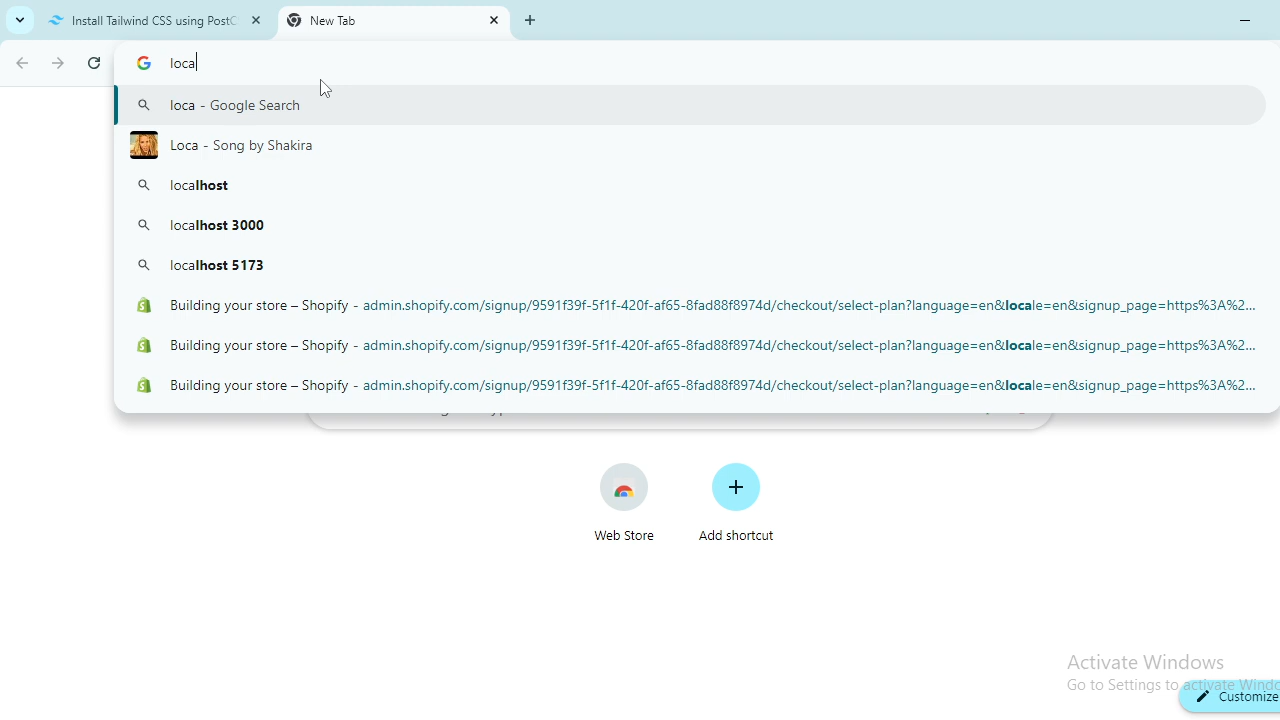 Install Tailwind CSS using PostC
New Tab
loca
loca - Google Search
Loca - Song by Shakira
localhost
localhost 3000
localhost 5173
Building your store – Shopify - admin.shopify.com/signup/9591f39f-5f1f-420f-af65-8fad88f8974d/checkout/select-plan?language=en&locale=en&signup_page=https%3A%2...
Building your store – Shopify - admin.shopify.com/signup/9591f39f-5f1f-420f-af65-8fad88f8974d/checkout/select-plan?language=en&locale=en&signup_page=https%3A%2...
Building your store – Shopify - admin.shopify.com/signup/9591f39f-5f1f-420f-af65-8fad88f8974d/checkout/select-plan?language=en&locale=en&signup_page=https%3A%2...
Web Store
Add shortcut
Activate Windows
Go to Settings to activate Windo
Customize